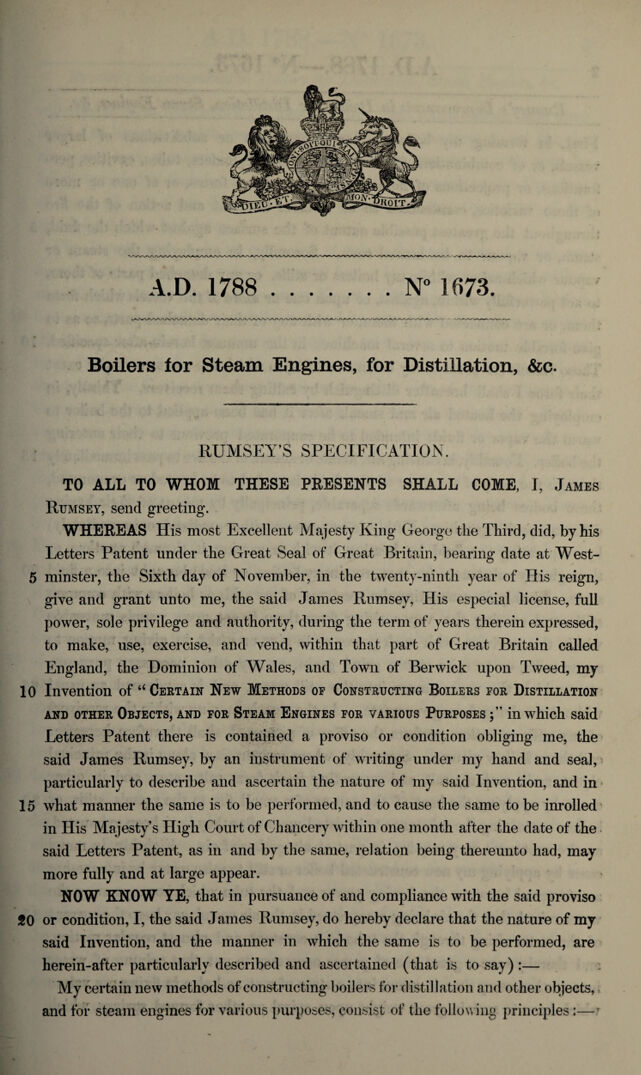 DIEU · ET · MON · DROIT
A.D. 1788 . . . . . . . N° 1673.
Boilers for Steam Engines, for Distillation, &c.
RUMSEY'S SPECIFICATION.
TO ALL TO WHOM THESE PRESENTS SHALL COME, I, James
Rumsey, send greeting.
WHEREAS His most Excellent Majesty King George the Third, did, by his
Letters Patent under the Great Seal of Great Britain, bearing date at West-
5 minster, the Sixth day of November, in the twenty-ninth year of His reign,
give and grant unto me, the said James Rumsey, His especial license, full
power, sole privilege and authority, during the term of years therein expressed,
to make, use, exercise, and vend, within that part of Great Britain called
England, the Dominion of Wales, and Town of Berwick upon Tweed, my
10 Invention of “ Certain New Methods of Constructing Boilers for Distillation
and other Objects, and for Steam Engines for various Purposes ;” in which said
Letters Patent there is contained a proviso or condition obliging me, the
said James Rumsey, by an instrument of writing under my hand and seal,
particularly to describe and ascertain the nature of my said Invention, and in
15 what manner the same is to be performed, and to cause the same to be inrolled
in His Majesty's High Court of Chancery within one month after the date of the
said Letters Patent, as in and by the same, relation being thereunto had, may
more fully and at large appear.
NOW KNOW YE, that in pursuance of and compliance with the said proviso
20 or condition, I, the said James Rumsey, do hereby declare that the nature of my
said Invention, and the manner in which the same is to be performed, are
herein-after particularly described and ascertained (that is to say) :—
My certain new methods of constructing boilers for distillation and other objects,
and for steam engines for various purposes, consist of the following principles :—